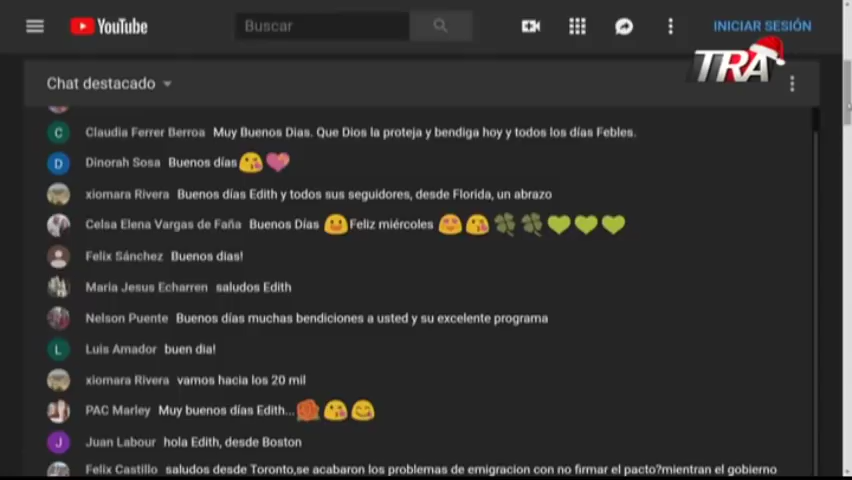 YouTube
Buscar
INICIAR SESIÓN
TRA
Chat destacado
C Claudia Ferrer Berroa Muy Buenos Dias. Que Dios la proteja y bendiga hoy y todos los días Febles.
D Dinorah Sosa Buenos días😘💝
xiomara Rivera Buenos días Edith y todos sus seguidores, desde Florida, un abrazo
Celsa Elena Vargas de Faña Buenos Días 😃Feliz miércoles 😍😘🍀🍀💚💚💚
Felix Sánchez Buenos dias!
Maria Jesus Echarren saludos Edith
Nelson Puente Buenos días muchas bendiciones a usted y su excelente programa
L Luis Amador buen dia!
xiomara Rivera vamos hacia los 20 mil
PAC Marley Muy buenos días Edith...🌹😘😋
J Juan Labour hola Edith, desde Boston
Felix Castillo saludos desde Toronto,se acabaron los problemas de emigracion con no firmar el pacto?mientran el gobierno